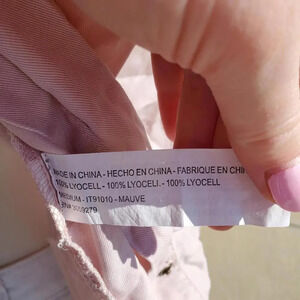 MADE IN CHINA - HECHO EN CHINA - FABRIQUE EN CHI
100% LYOCELL - 100% LYOCELL - 100% LYOCELL
MEDIUM - IT91010 - MAUVE